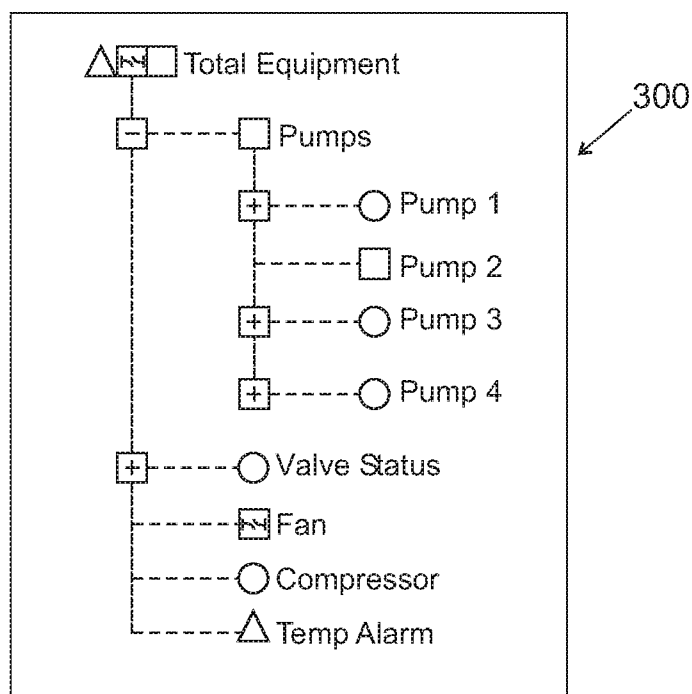 Total Equipment
300
Pumps
Pump 1
Pump 2
Pump 3
Pump 4
Valve Status
Fan
Compressor
Temp Alarm